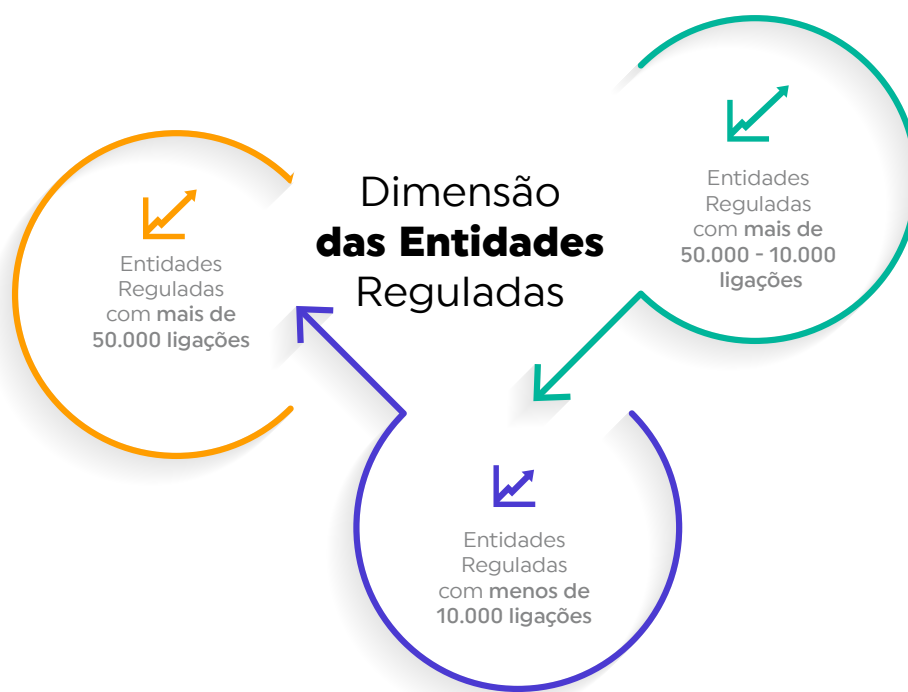 Dimensão
das Entidades
Reguladas
Entidades
Reguladas
com mais de
50.000 ligações
Entidades
Reguladas
com mais de
50.000 - 10.000
ligações
Entidades
Reguladas
com menos de
10.000 ligações